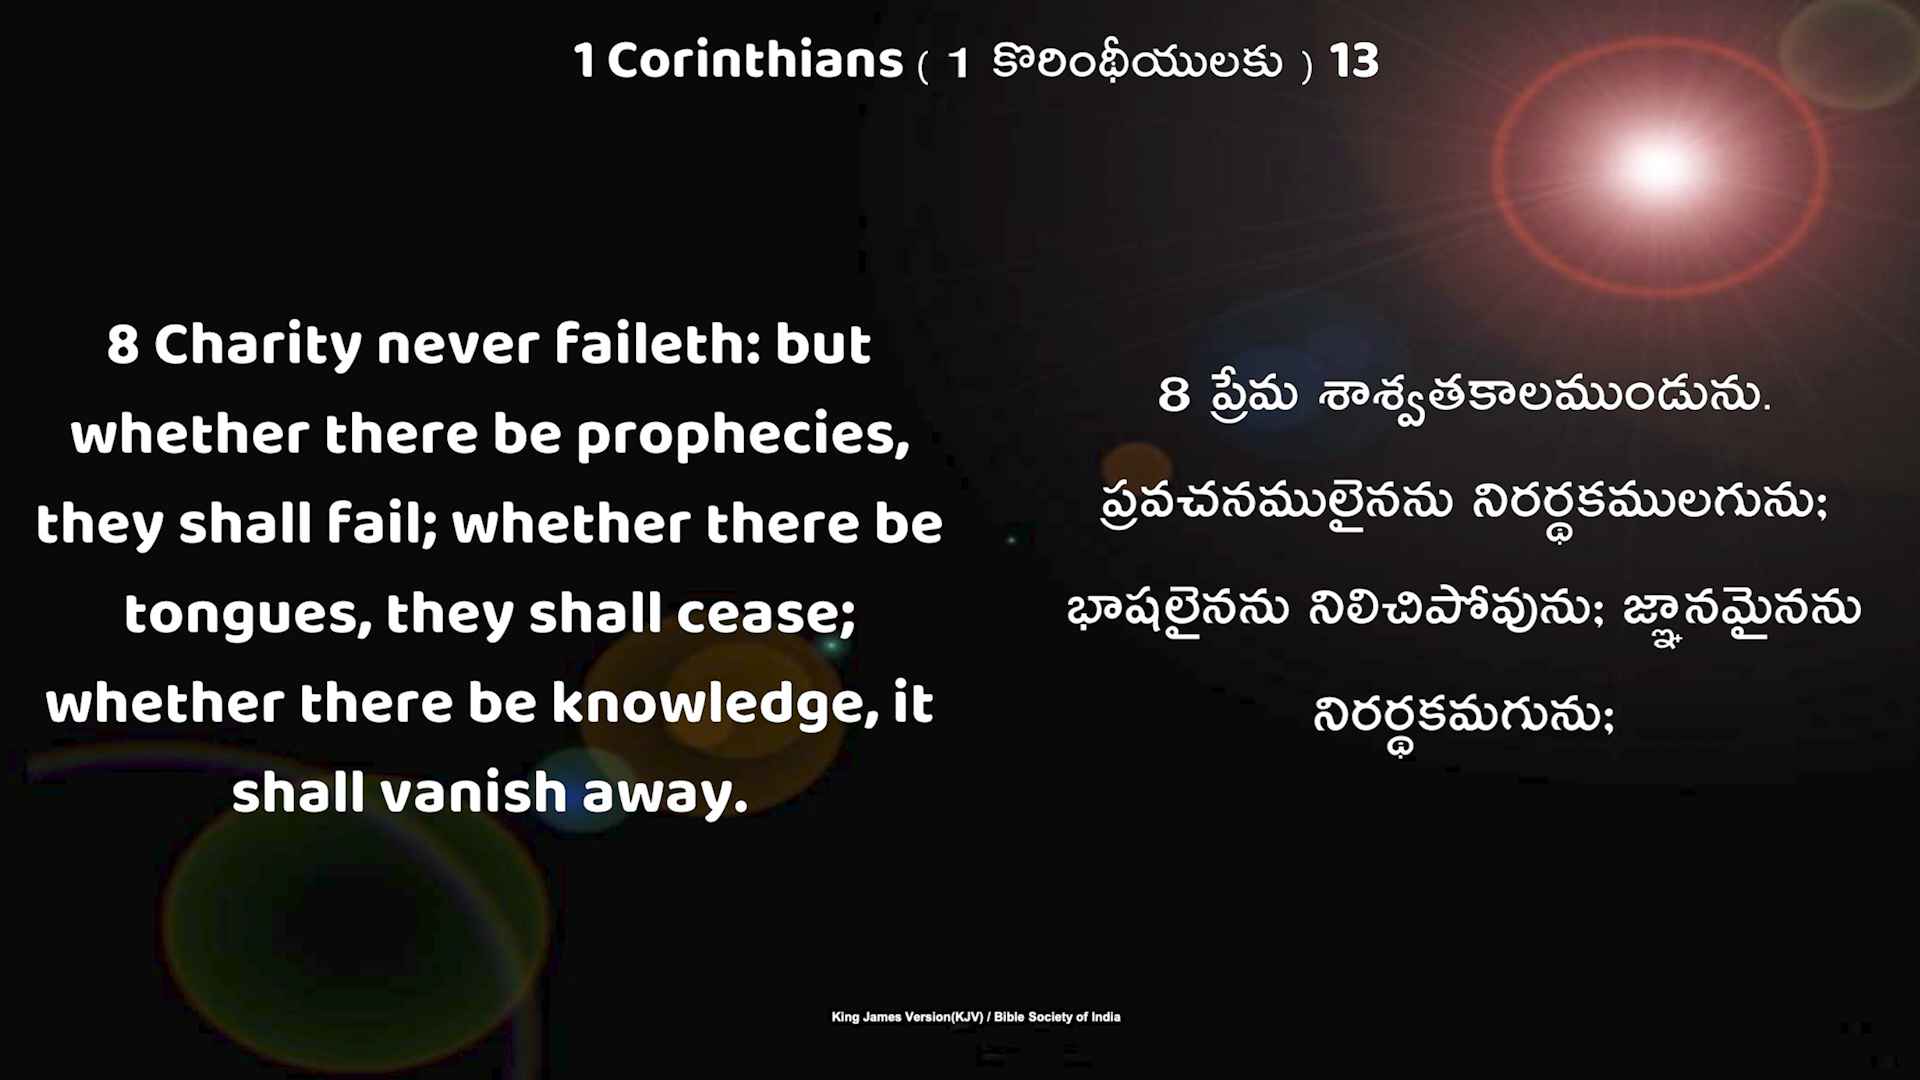 1 Corinthians ( 1 కొరింథీయులకు ) 13
8 Charity never faileth: but
whether there be prophecies,
they shall fail; whether there be
tongues, they shall cease;
whether there be knowledge, it
shall vanish away.
8 ప్రేమ శాశ్వతకాలముండును.
ప్రవచనములైనను నిరర్థకములగును;
భాషలైనను నిలిచిపోవును; జ్ఞానమైనను
నిరర్థకమగును;
King James Version(KJV) / Bible Society of India